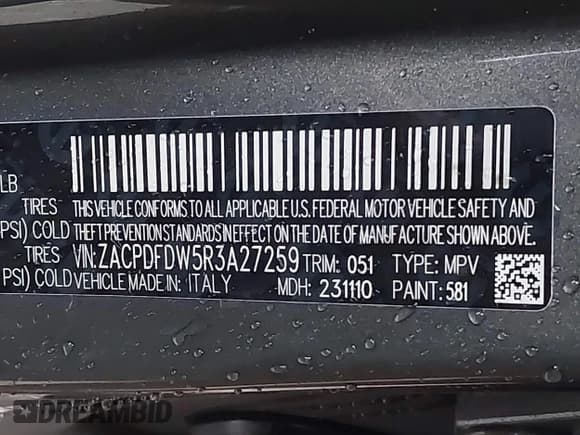 LB
TIRES THIS VEHICLE CONFORMS TO ALL APPLICABLE U.S. FEDERAL MOTOR VEHICLE SAFETY AND
PSI) COLD THEFT PREVENTION STANDARDS IN EFFECT ON THE DATE OF MANUFACTURE SHOWN ABOVE.
TIRES VIN: ZACPDFDW5R3A27259 TRIM: 051 TYPE: MPV
PSI) COLD VEHICLE MADE IN: ITALY MDH: 231110 PAINT: 581
DREAMBID